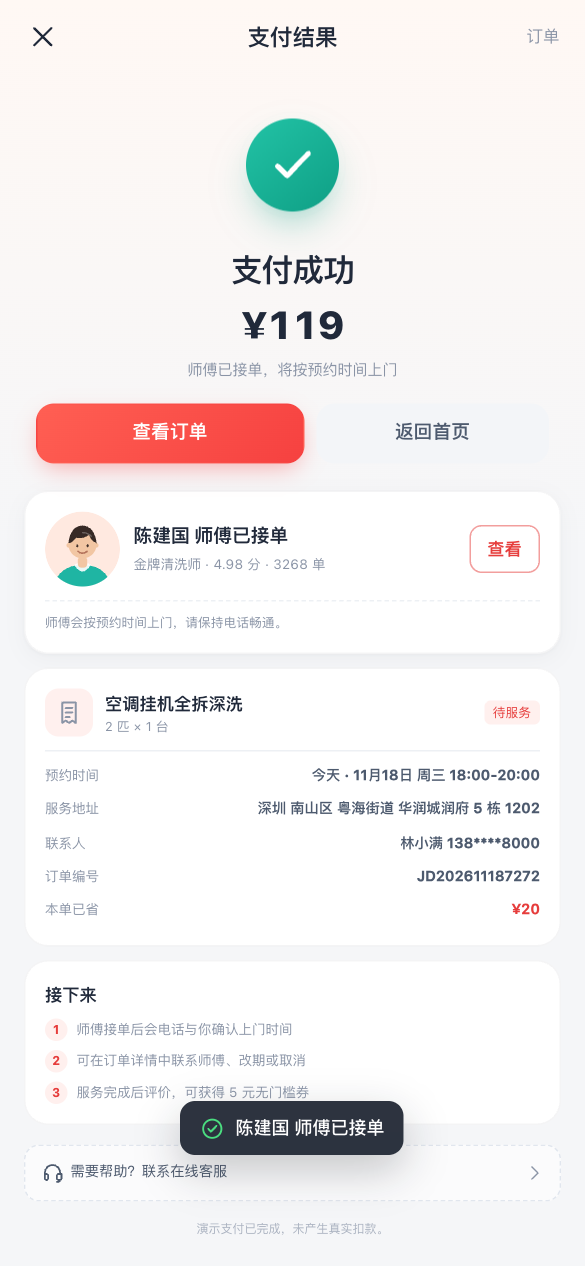 支付结果
订单
支付成功
¥119
师傅已接单，将按预约时间上门
查看订单
返回首页
陈建国 师傅已接单
金牌清洗师 · 4.98 分 · 3268 单
查看
师傅会按预约时间上门，请保持电话畅通。
空调挂机全拆深洗
2 匹 × 1 台
待服务
预约时间
今天 · 11月18日 周三 18:00-20:00
服务地址
深圳 南山区 粤海街道 华润城润府 5 栋 1202
联系人
林小满 138****8000
订单编号
JD202611187272
本单已省
¥20
接下来
1 师傅接单后会电话与你确认上门时间
2 可在订单详情中联系师傅、改期或取消
3 服务完成后评价，可获得 5 元无门槛券
陈建国 师傅已接单
需要帮助？联系在线客服
演示支付已完成，未产生真实扣款。